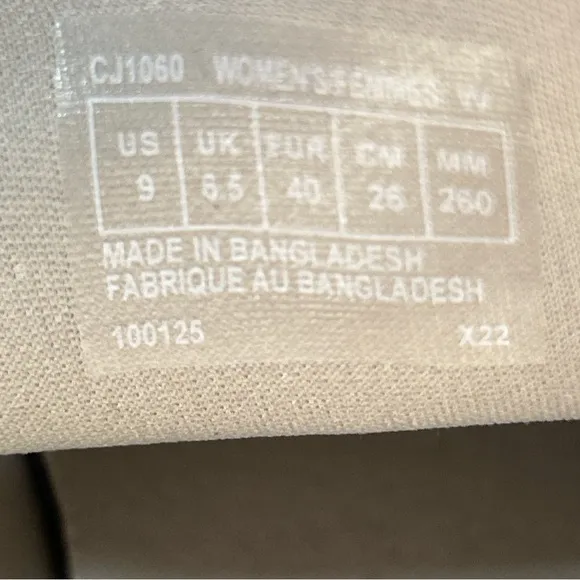 CJ1060 WOMEN'S/FEMMES W
US UK EUR CM MM
9 6.5 40 26 260
MADE IN BANGLADESH
FABRIQUE AU BANGLADESH
100125 X22